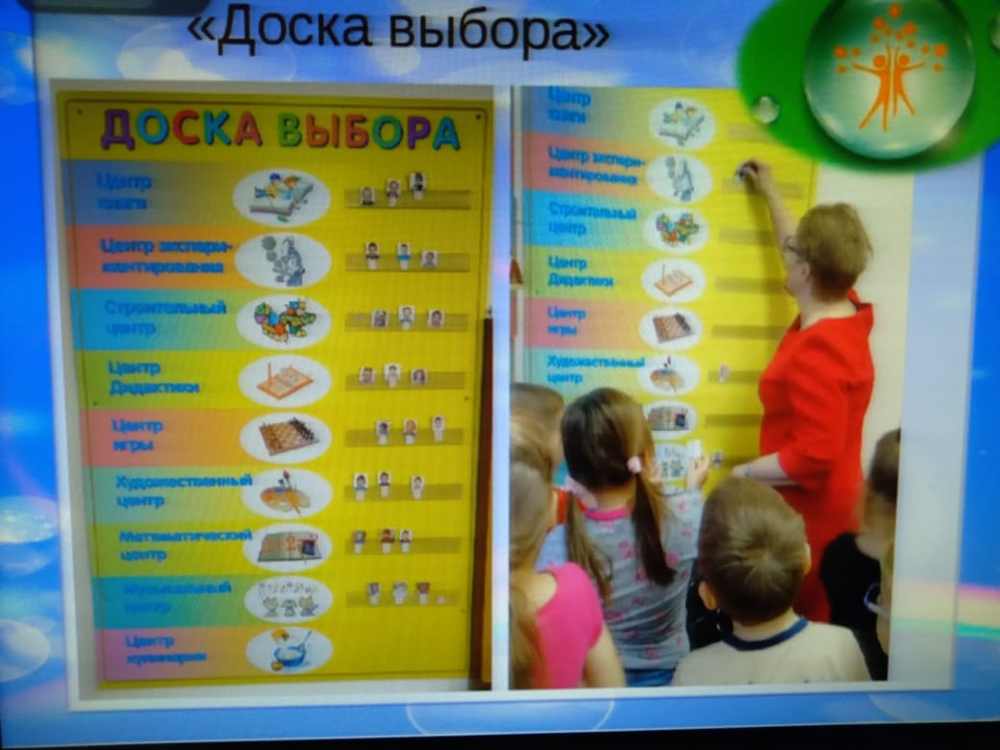 «Доска выбора»
ДОСКА ВЫБОРА
Центр
книги
Центр экспери-
ментирования
Строительный
центр
Центр
Дидактики
Центр
игры
Художественный
центр
Математический
центр
Музыкальный
центр
Центр
кулинарии
Центр
книги
Центр экспери-
ментирования
Строительный
центр
Центр
Дидактики
Центр
игры
Художественный
центр